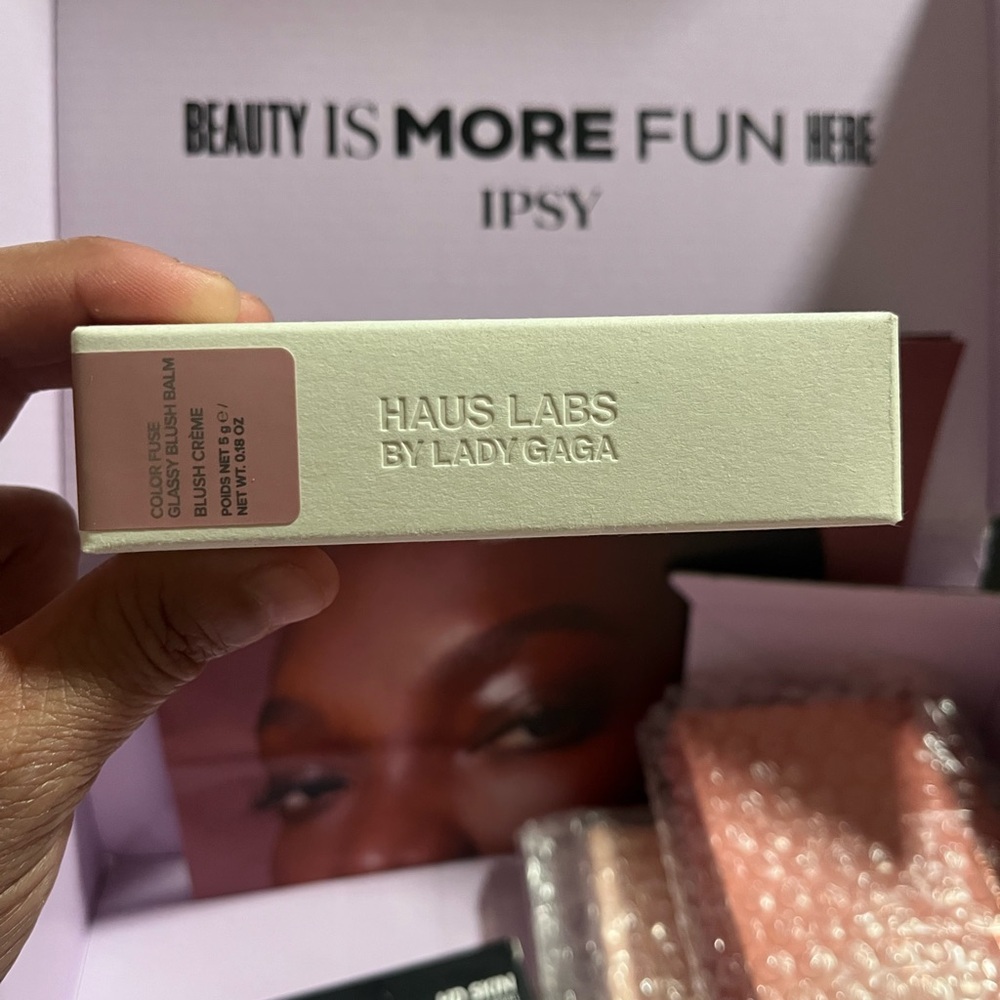 BEAUTY IS MORE FUN HERE
IPSY
HAUS LABS
BY LADY GAGA
COLOR FUSE
GLASSY BLUSH BALM
BLUSH CRÈME
POIDS NET 5 g ℮ /
NET WT. 0.18 OZ
SKIN